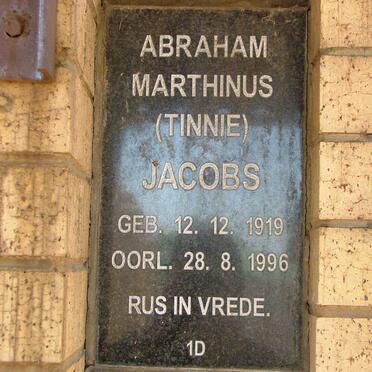 ABRAHAM
MARTHINUS
(TINNIE)
JACOBS
GEB. 12. 12. 1919
OORL. 28. 8. 1996
RUS IN VREDE.
1D